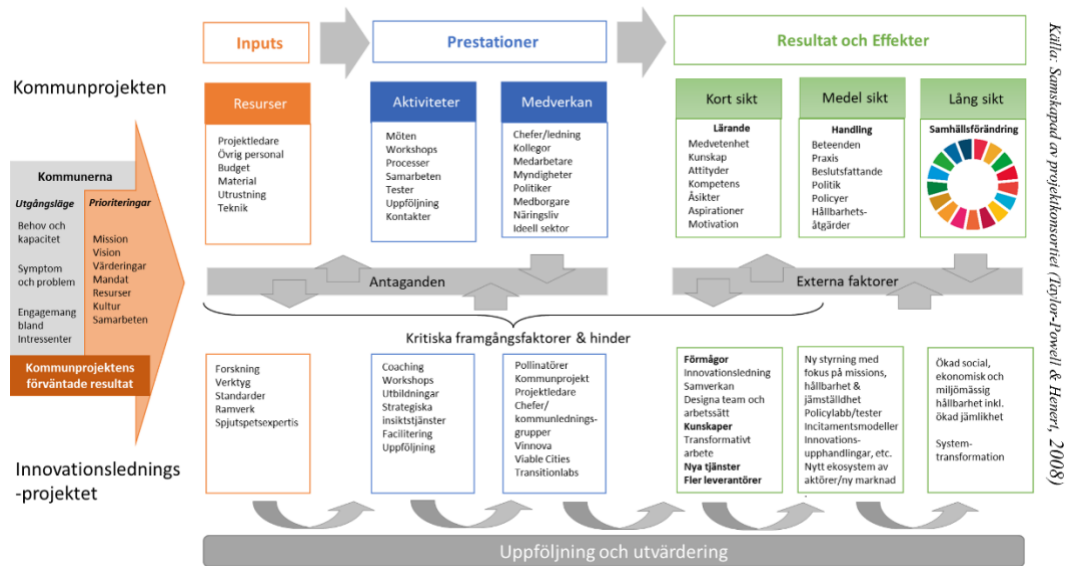 Inputs
Prestationer
Resultat och Effekter
Kommunprojekten
Resurser
Projektledare
Övrig personal
Budget
Material
Utrustning
Teknik
Aktiviteter
Möten
Workshops
Processer
Samarbeten
Tester
Uppföljning
Kontakter
Medverkan
Chefer/ledning
Kollegor
Medarbetare
Myndigheter
Politiker
Medborgare
Näringsliv
Ideell sektor
Kort sikt
Lärande
Medvetenhet
Kunskap
Attityder
Kompetens
Åsikter
Aspirationer
Motivation
Medel sikt
Handling
Beteenden
Praxis
Beslutsfattande
Politik
Policyer
Hållbarhets-
åtgärder
Lång sikt
Samhällsförändring
Kommunerna
Utgångsläge
Behov och
kapacitet
Symptom
och problem
Engagemang
bland
Intressenter
Prioriteringar
Mission
Vision
Värderingar
Mandat
Resurser
Kultur
Samarbeten
Kommunprojektens
förväntade resultat
Antaganden
Externa faktorer
Kritiska framgångsfaktorer & hinder
Innovationslednings
-projektet
Forskning
Verktyg
Standarder
Ramverk
Spjutspetsexpertis
Coaching
Workshops
Utbildningar
Strategiska
insiktstjänster
Facilitering
Uppföljning
Pollinatörer
Kommunprojekt
Projektledare
Chefer/
kommunlednings-
grupper
Vinnova
Viable Cities
Transitionlabs
Förmågor
Innovationsledning
Samverkan
Designa team och
arbetssätt
Kunskaper
Transformativt
arbete
Nya tjänster
Fler leverantörer
Ny styrning med
fokus på missions,
hållbarhet &
jämställdhet
Policylabb/tester
Incitamentsmodeller
Innovations-
upphandlingar, etc.
Nytt ekosystem av
aktörer/ny marknad
Ökad social,
ekonomisk och
miljömässig
hållbarhet inkl.
ökad jämlikhet
System-
transformation
Uppföljning och utvärdering
Källa: Samskapad av projektkonsortiet (Taylor-Powell & Henert, 2008)